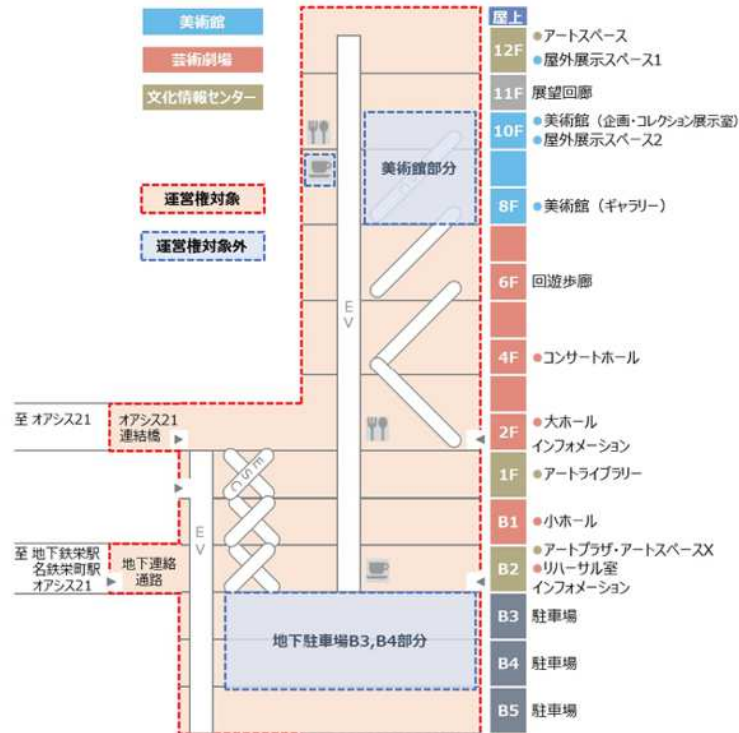 美術館
芸術劇場
文化情報センター
運営権対象
運営権対象外
屋上
12F
アートスペース
屋外展示スペース1
11F
展望回廊
10F
美術館（企画・コレクション展示室）
屋外展示スペース2
美術館部分
8F
美術館（ギャラリー）
6F
回遊歩廊
EV
4F
コンサートホール
至 オアシス21
オアシス21
連結橋
2F
大ホール
インフォメーション
ESC
1F
アートライブラリー
EV
B1
小ホール
至 地下鉄栄駅
名鉄栄町駅
オアシス21
地下連絡
通路
B2
アートプラザ・アートスペースX
リハーサル室
インフォメーション
地下駐車場B3,B4部分
B3
駐車場
B4
駐車場
B5
駐車場